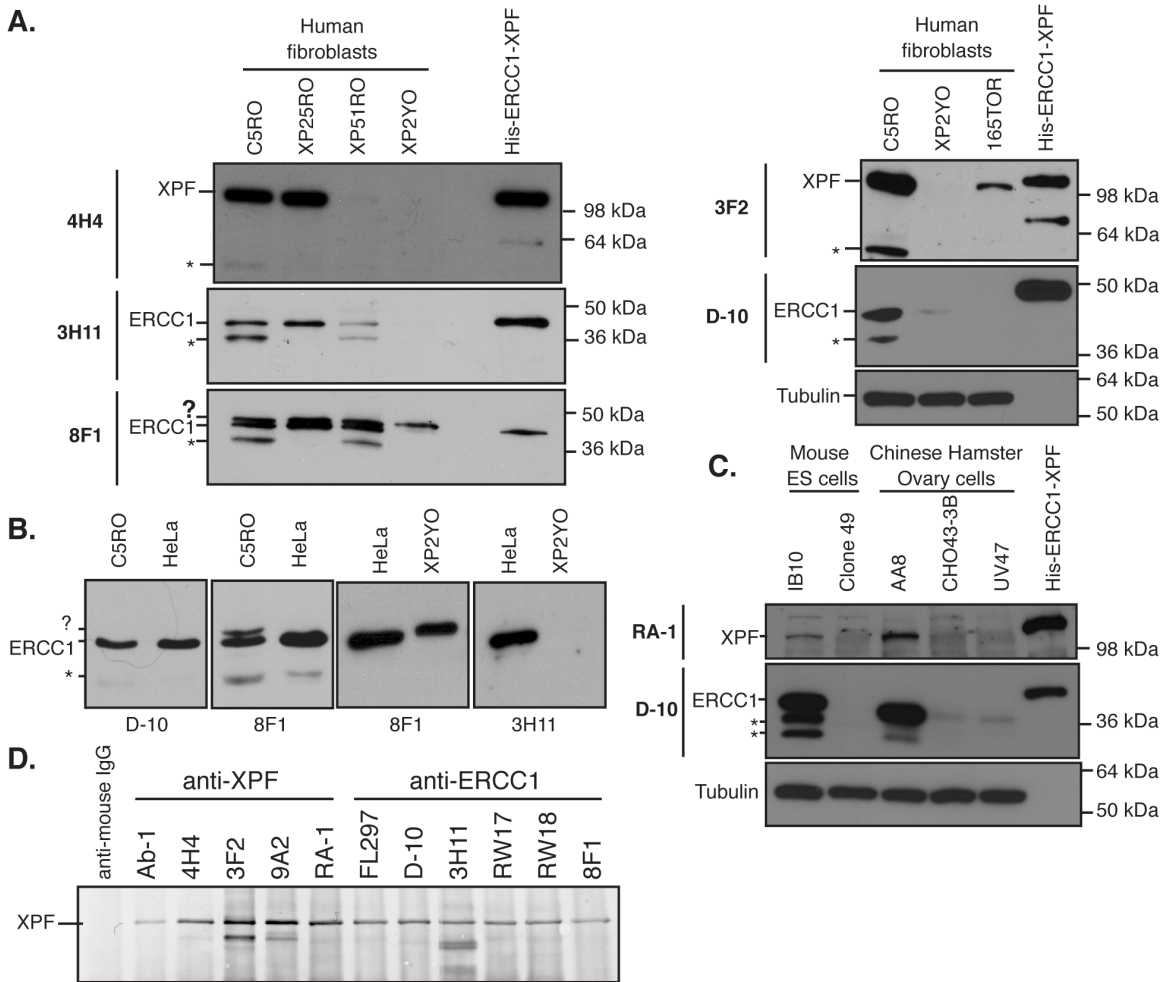 A.
Human
fibroblasts
C5RO
XP25RO
XP51RO
XP2YO
His-ERCC1-XPF
4H4
XPF
*
98 kDa
64 kDa
3H11
ERCC1
*
50 kDa
36 kDa
8F1
?
ERCC1
*
50 kDa
36 kDa
Human
fibroblasts
C5RO
XP2YO
165TOR
His-ERCC1-XPF
3F2
XPF
*
98 kDa
64 kDa
D-10
ERCC1
*
50 kDa
36 kDa
Tubulin
64 kDa
50 kDa
B.
C5RO
HeLa
C5RO
HeLa
HeLa
XP2YO
HeLa
XP2YO
?
ERCC1
*
D-10
8F1
8F1
3H11
C.
Mouse
ES cells
Chinese Hamster
Ovary cells
IB10
Clone 49
AA8
CHO43-3B
UV47
His-ERCC1-XPF
RA-1
XPF
98 kDa
D-10
ERCC1
*
*
36 kDa
Tubulin
64 kDa
50 kDa
D.
anti-mouse IgG
anti-XPF
anti-ERCC1
Ab-1
4H4
3F2
9A2
RA-1
FL297
D-10
3H11
RW17
RW18
8F1
XPF